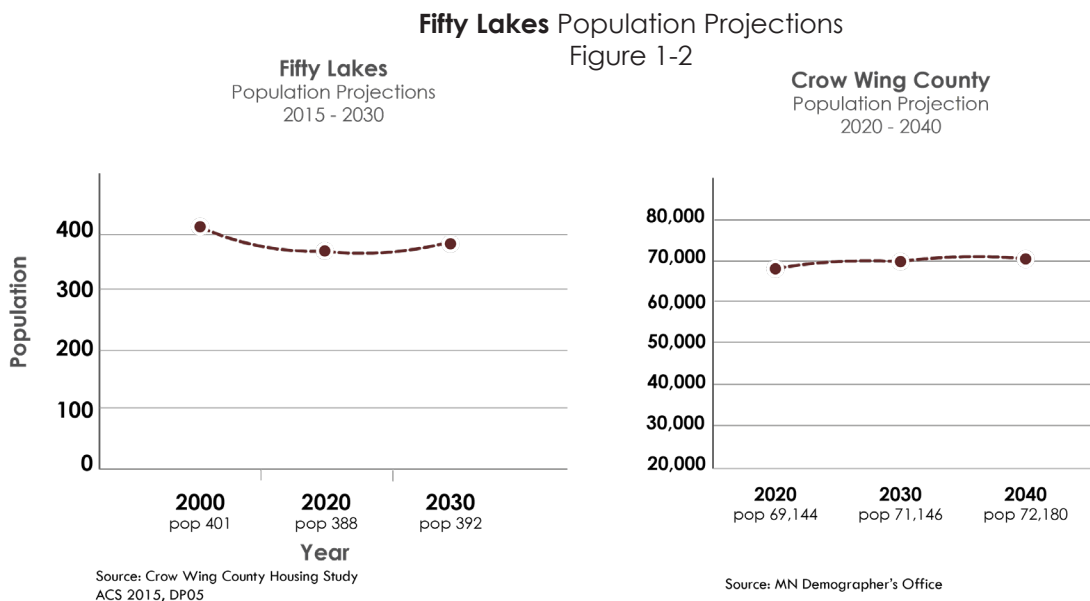 Fifty Lakes Population Projections
Figure 1-2
Fifty Lakes
Population Projections
2015 - 2030
Population
400
300
200
100
0
2000
pop 401
2020
pop 388
2030
pop 392
Year
Source: Crow Wing County Housing Study
ACS 2015, DP05
Crow Wing County
Population Projection
2020 - 2040
80,000
70,000
60,000
50,000
40,000
30,000
20,000
2020
pop 69,144
2030
pop 71,146
2040
pop 72,180
Source: MN Demographer's Office